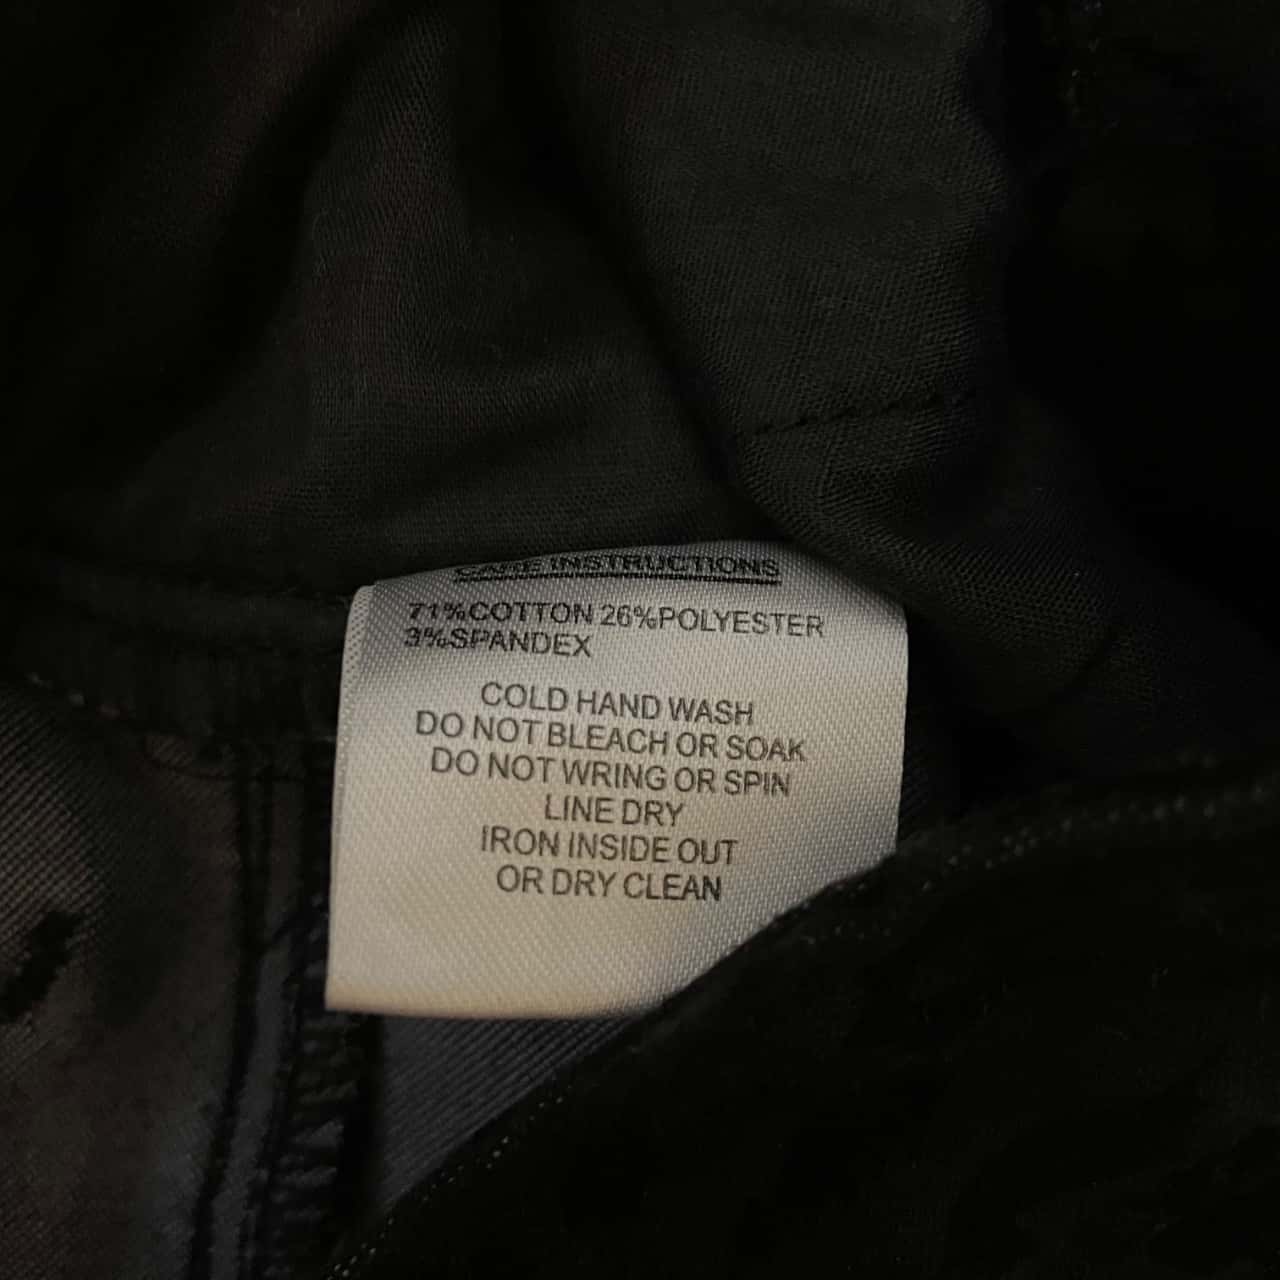 CARE INSTRUCTIONS
71%COTTON 26%POLYESTER
3%SPANDEX
COLD HAND WASH
DO NOT BLEACH OR SOAK
DO NOT WRING OR SPIN
LINE DRY
IRON INSIDE OUT
OR DRY CLEAN